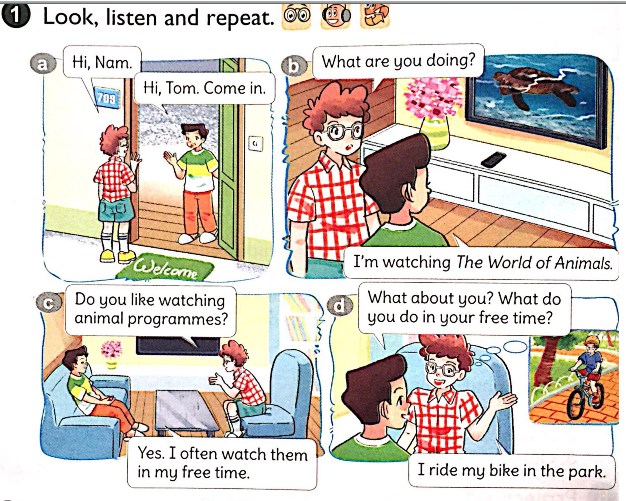 1 Look, listen and repeat.
a
Hi, Nam.
703
Hi, Tom. Come in.
Welcome
b
What are you doing?
I'm watching The World of Animals.
c
Do you like watching
animal programmes?
Yes. I often watch them
in my free time.
d
What about you? What do
you do in your free time?
I ride my bike in the park.